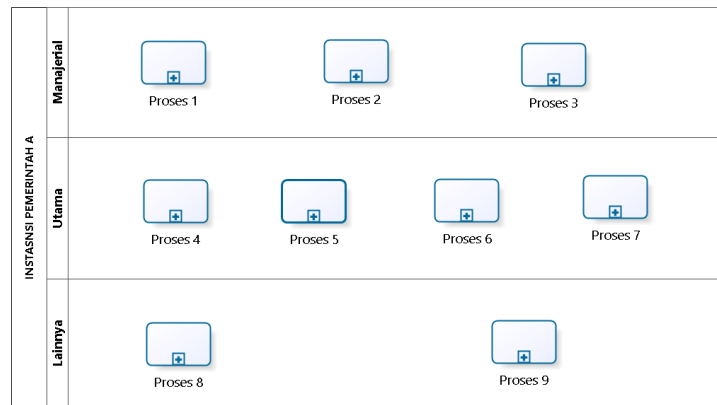 INSTASNSI PEMERINTAH A
Manajerial
Proses 1
Proses 2
Proses 3
Utama
Proses 4
Proses 5
Proses 6
Proses 7
Lainnya
Proses 8
Proses 9